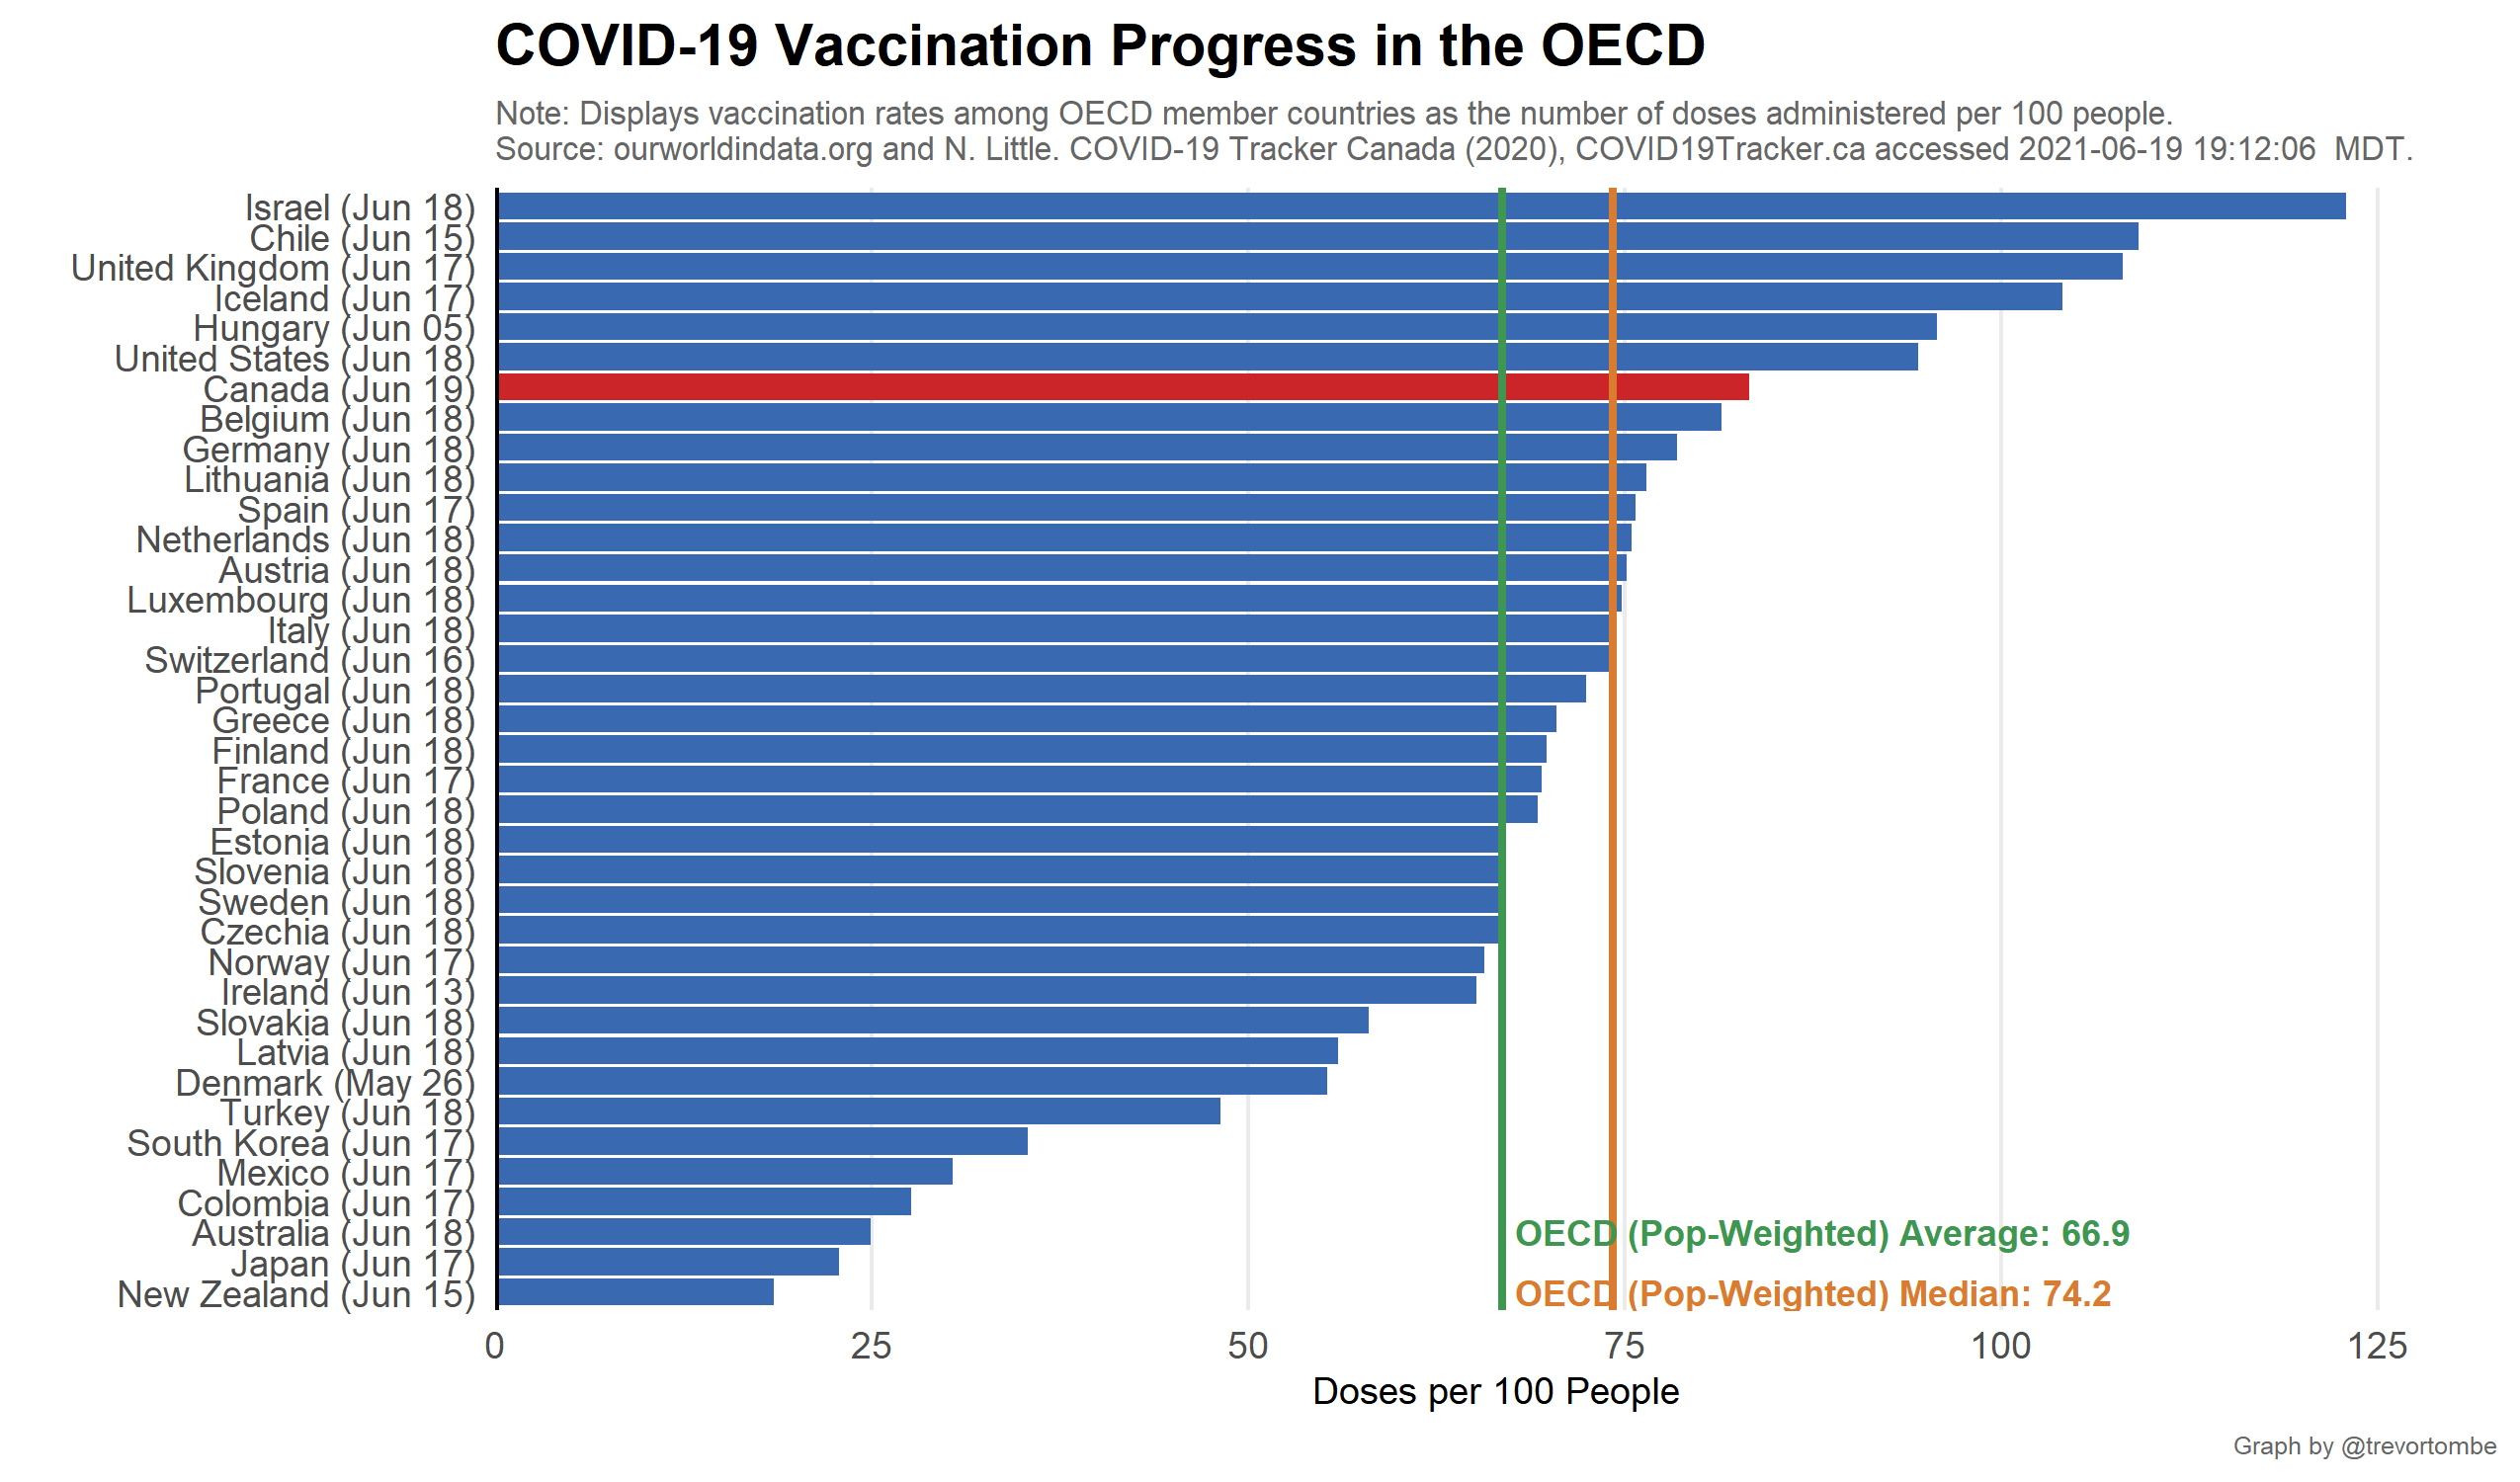 COVID-19 Vaccination Progress in the OECD
Note: Displays vaccination rates among OECD member countries as the number of doses administered per 100 people.
Source: ourworldindata.org and N. Little. COVID-19 Tracker Canada (2020), COVID19Tracker.ca accessed 2021-06-19 19:12:06  MDT.
Israel (Jun 18)
Chile (Jun 15)
United Kingdom (Jun 17)
Iceland (Jun 17)
Hungary (Jun 05)
United States (Jun 18)
Canada (Jun 19)
Belgium (Jun 18)
Germany (Jun 18)
Lithuania (Jun 18)
Spain (Jun 17)
Netherlands (Jun 18)
Austria (Jun 18)
Luxembourg (Jun 18)
Italy (Jun 18)
Switzerland (Jun 16)
Portugal (Jun 18)
Greece (Jun 18)
Finland (Jun 18)
France (Jun 17)
Poland (Jun 18)
Estonia (Jun 18)
Slovenia (Jun 18)
Sweden (Jun 18)
Czechia (Jun 18)
Norway (Jun 17)
Ireland (Jun 13)
Slovakia (Jun 18)
Latvia (Jun 18)
Denmark (May 26)
Turkey (Jun 18)
South Korea (Jun 17)
Mexico (Jun 17)
Colombia (Jun 17)
Australia (Jun 18)
Japan (Jun 17)
New Zealand (Jun 15)
OECD (Pop-Weighted) Average: 66.9
OECD (Pop-Weighted) Median: 74.2
0 25 50 75 100 125
Doses per 100 People
Graph by @trevortombe